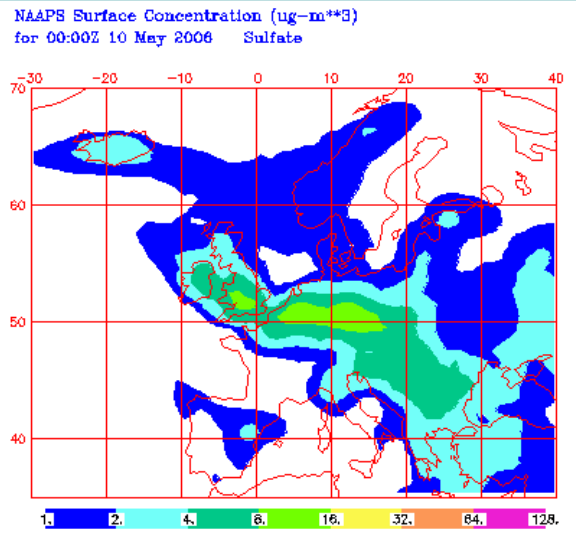 NAAPS Surface Concentration (ug-m**3)
for 00:00Z 10 May 2006 Sulfate
-30 -20 -10 0 10 20 30 40
70
60
50
40
1. 2. 4. 8. 16. 32. 64. 128.